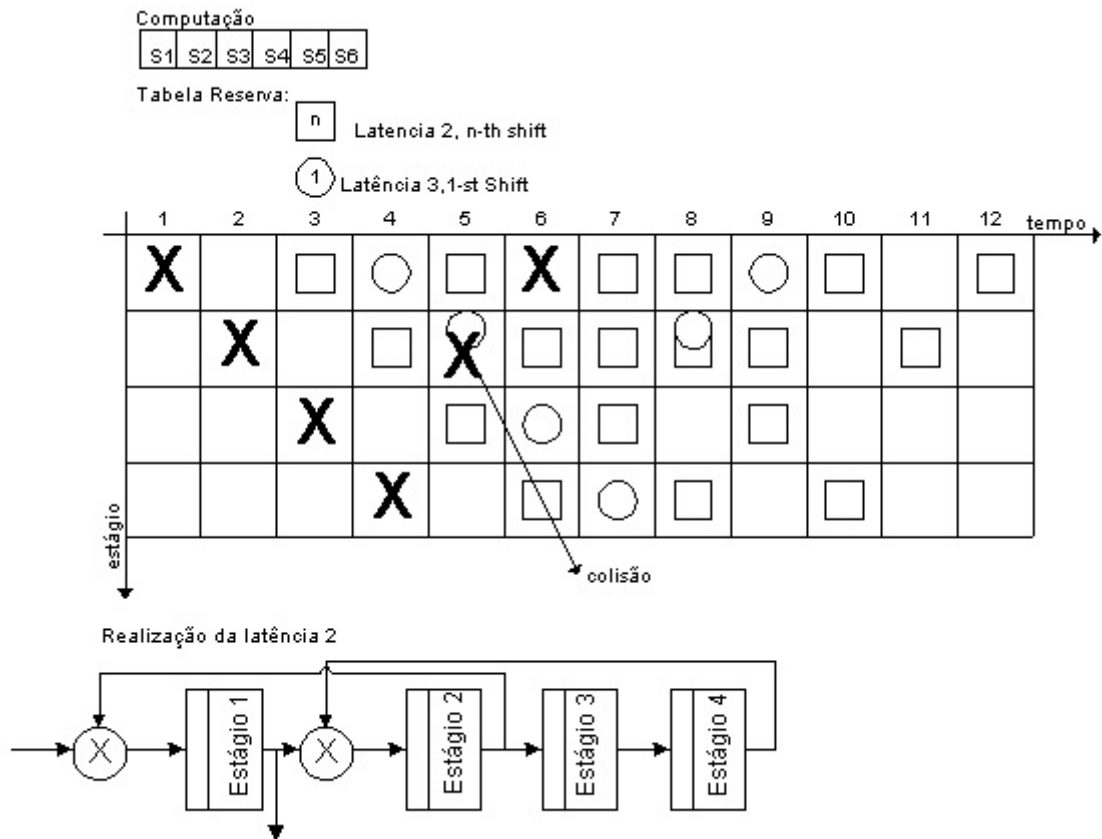 Computação
S1 S2 S3 S4 S5 S6
Tabela Reserva:
n Latencia 2, n-th shift
1 Latência 3,1-st Shift
1 2 3 4 5 6 7 8 9 10 11 12 tempo
X X
X X
X
X
estágio
colisão
Realização da latência 2
X Estágio 1 X Estágio 2 Estágio 3 Estágio 4